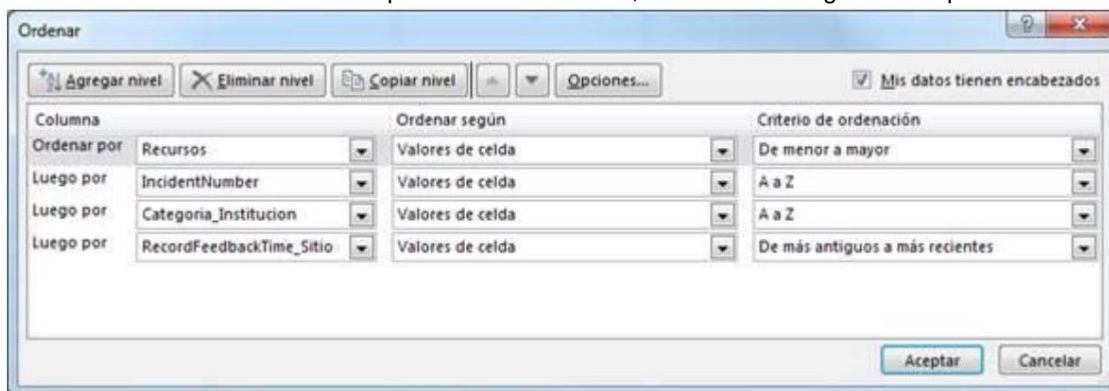 Ordenar
Agregar nivel Eliminar nivel Copiar nivel Opciones... Mis datos tienen encabezados
Columna Ordenar según Criterio de ordenación
Ordenar por Recursos Valores de celda De menor a mayor
Luego por IncidentNumber Valores de celda A a Z
Luego por Categoria_Institucion Valores de celda A a Z
Luego por RecordFeedbackTime_Sitio Valores de celda De más antiguos a más recientes
Aceptar Cancelar